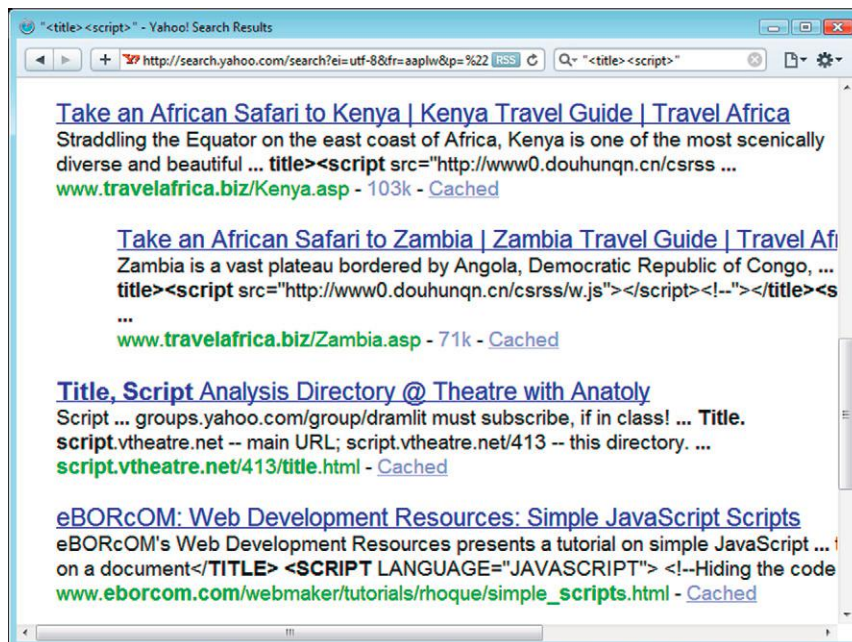 "<title><script>" - Yahoo! Search Results
http://search.yahoo.com/search?ei=utf-8&fr=aaplw&p=%22 RSS "<title><script>"
Take an African Safari to Kenya | Kenya Travel Guide | Travel Africa
Straddling the Equator on the east coast of Africa, Kenya is one of the most scenically
diverse and beautiful ... title><script src="http://www0.douhunqn.cn/csrss ...
www.travelafrica.biz/Kenya.asp - 103k - Cached
Take an African Safari to Zambia | Zambia Travel Guide | Travel Afr
Zambia is a vast plateau bordered by Angola, Democratic Republic of Congo, ...
title><script src="http://www0.douhunqn.cn/csrss/w.js"></script><!--"></title><s
...
www.travelafrica.biz/Zambia.asp - 71k - Cached
Title, Script Analysis Directory @ Theatre with Anatoly
Script ... groups.yahoo.com/group/dramlit must subscribe, if in class! ... Title.
script.vtheatre.net -- main URL; script.vtheatre.net/413 -- this directory. ...
script.vtheatre.net/413/title.html - Cached
eBORcOM: Web Development Resources: Simple JavaScript Scripts
eBORcOM's Web Development Resources presents a tutorial on simple JavaScript ...
on a document</TITLE> <SCRIPT LANGUAGE="JAVASCRIPT"> <!--Hiding the code
www.eborcom.com/webmaker/tutorials/rhoque/simple_scripts.html - Cached